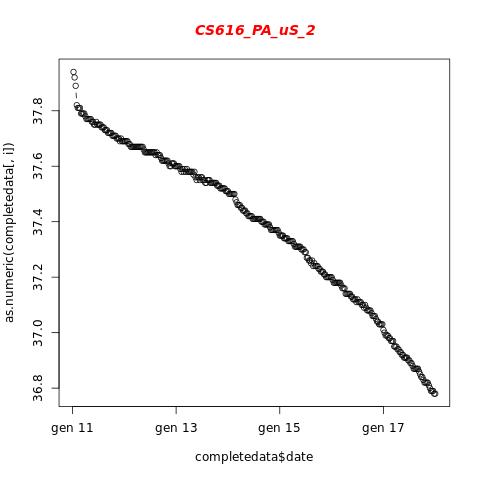 CS616_PA_uS_2
as.numeric(completedata[, i])
37.8
37.6
37.4
37.2
37.0
36.8
gen 11
gen 13
gen 15
gen 17
completedata$date